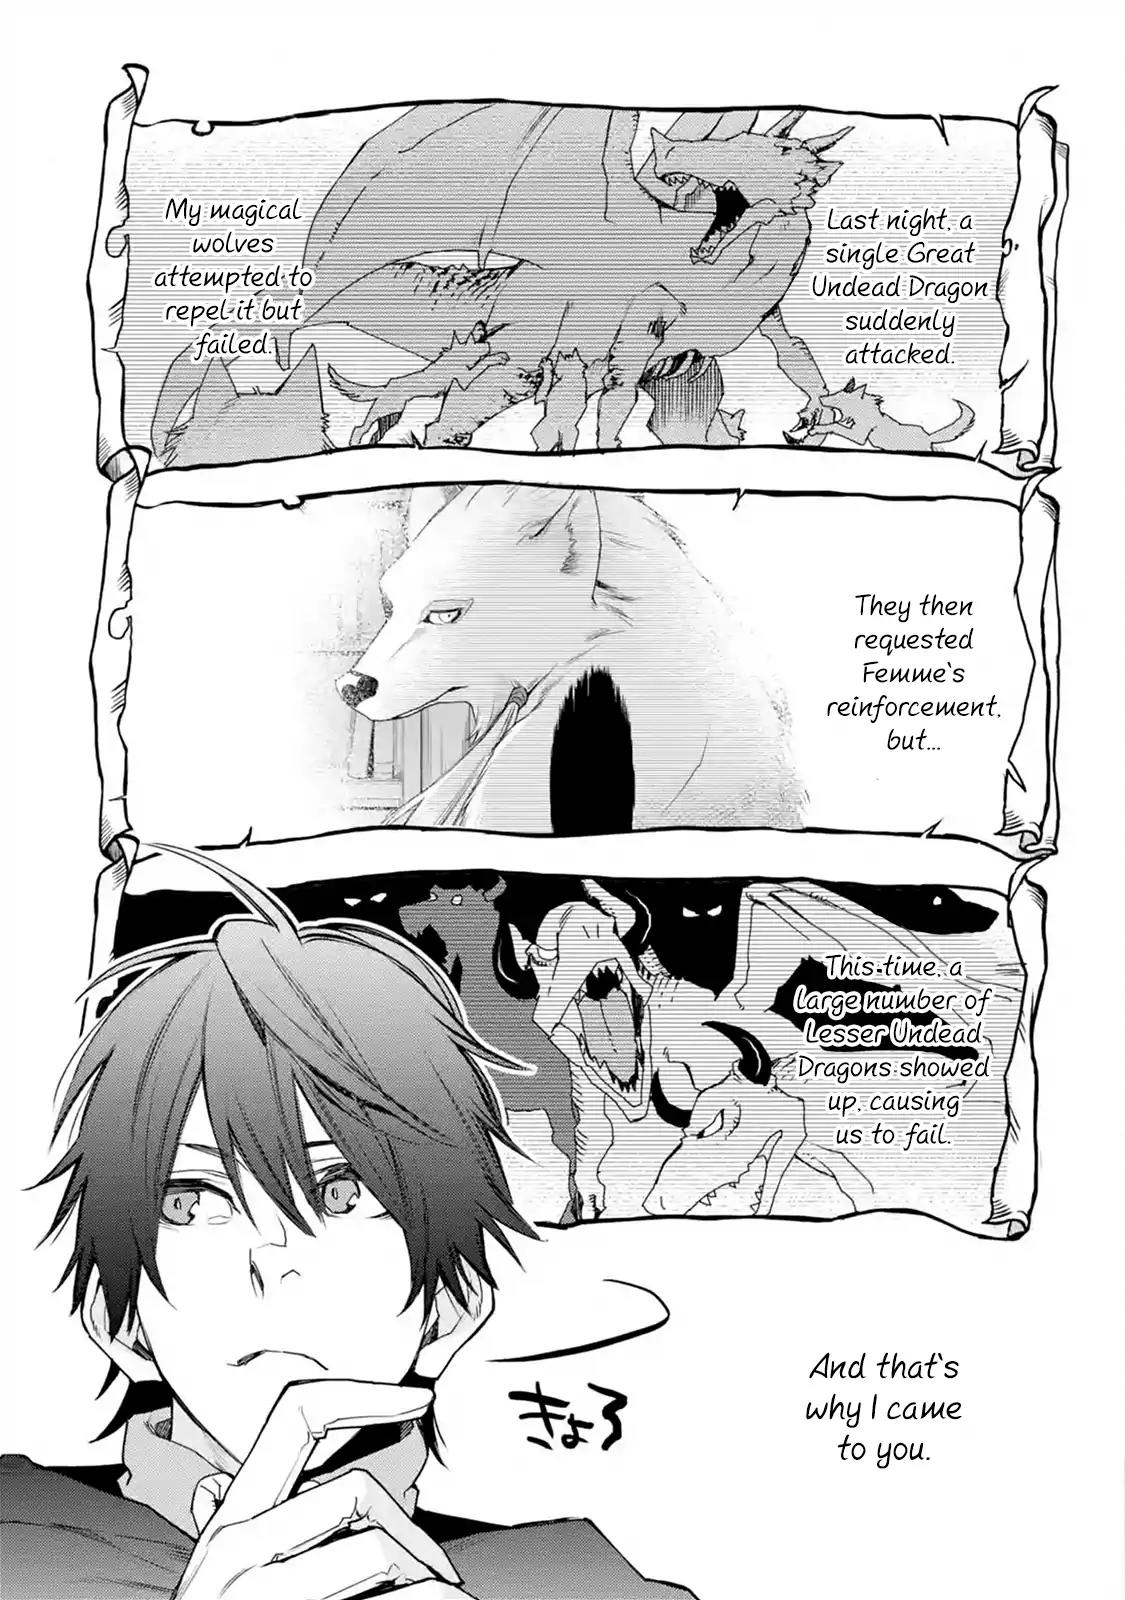 Last night, a
single Great
Undead Dragon
suddenly
attacked.
My magical
wolves
attempted to
repel it but
failed.
They then
requested
Femme`s
reinforcement,
but...
This time, a
large number of
Lesser Undead
Dragons showed
up, causing
us to fail.
And that`s
why I came
to you.
きょろ